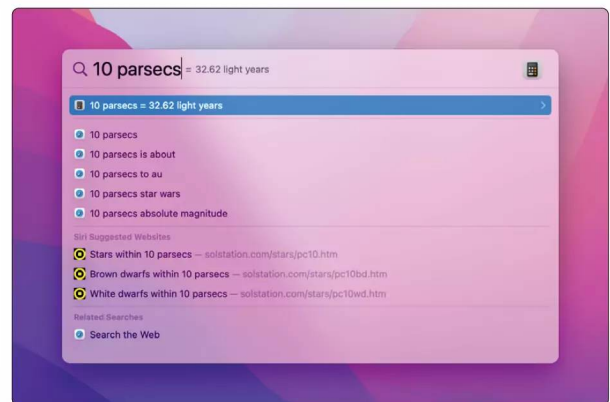 10 parsecs = 32.62 light years
10 parsecs = 32.62 light years
10 parsecs
10 parsecs is about
10 parsecs to au
10 parsecs star wars
10 parsecs absolute magnitude
Siri Suggested Websites
Stars within 10 parsecs — solstation.com/stars/pc10.htm
Brown dwarfs within 10 parsecs — solstation.com/stars/pc10bd.htm
White dwarfs within 10 parsecs — solstation.com/stars/pc10wd.htm
Related Searches
Search the Web